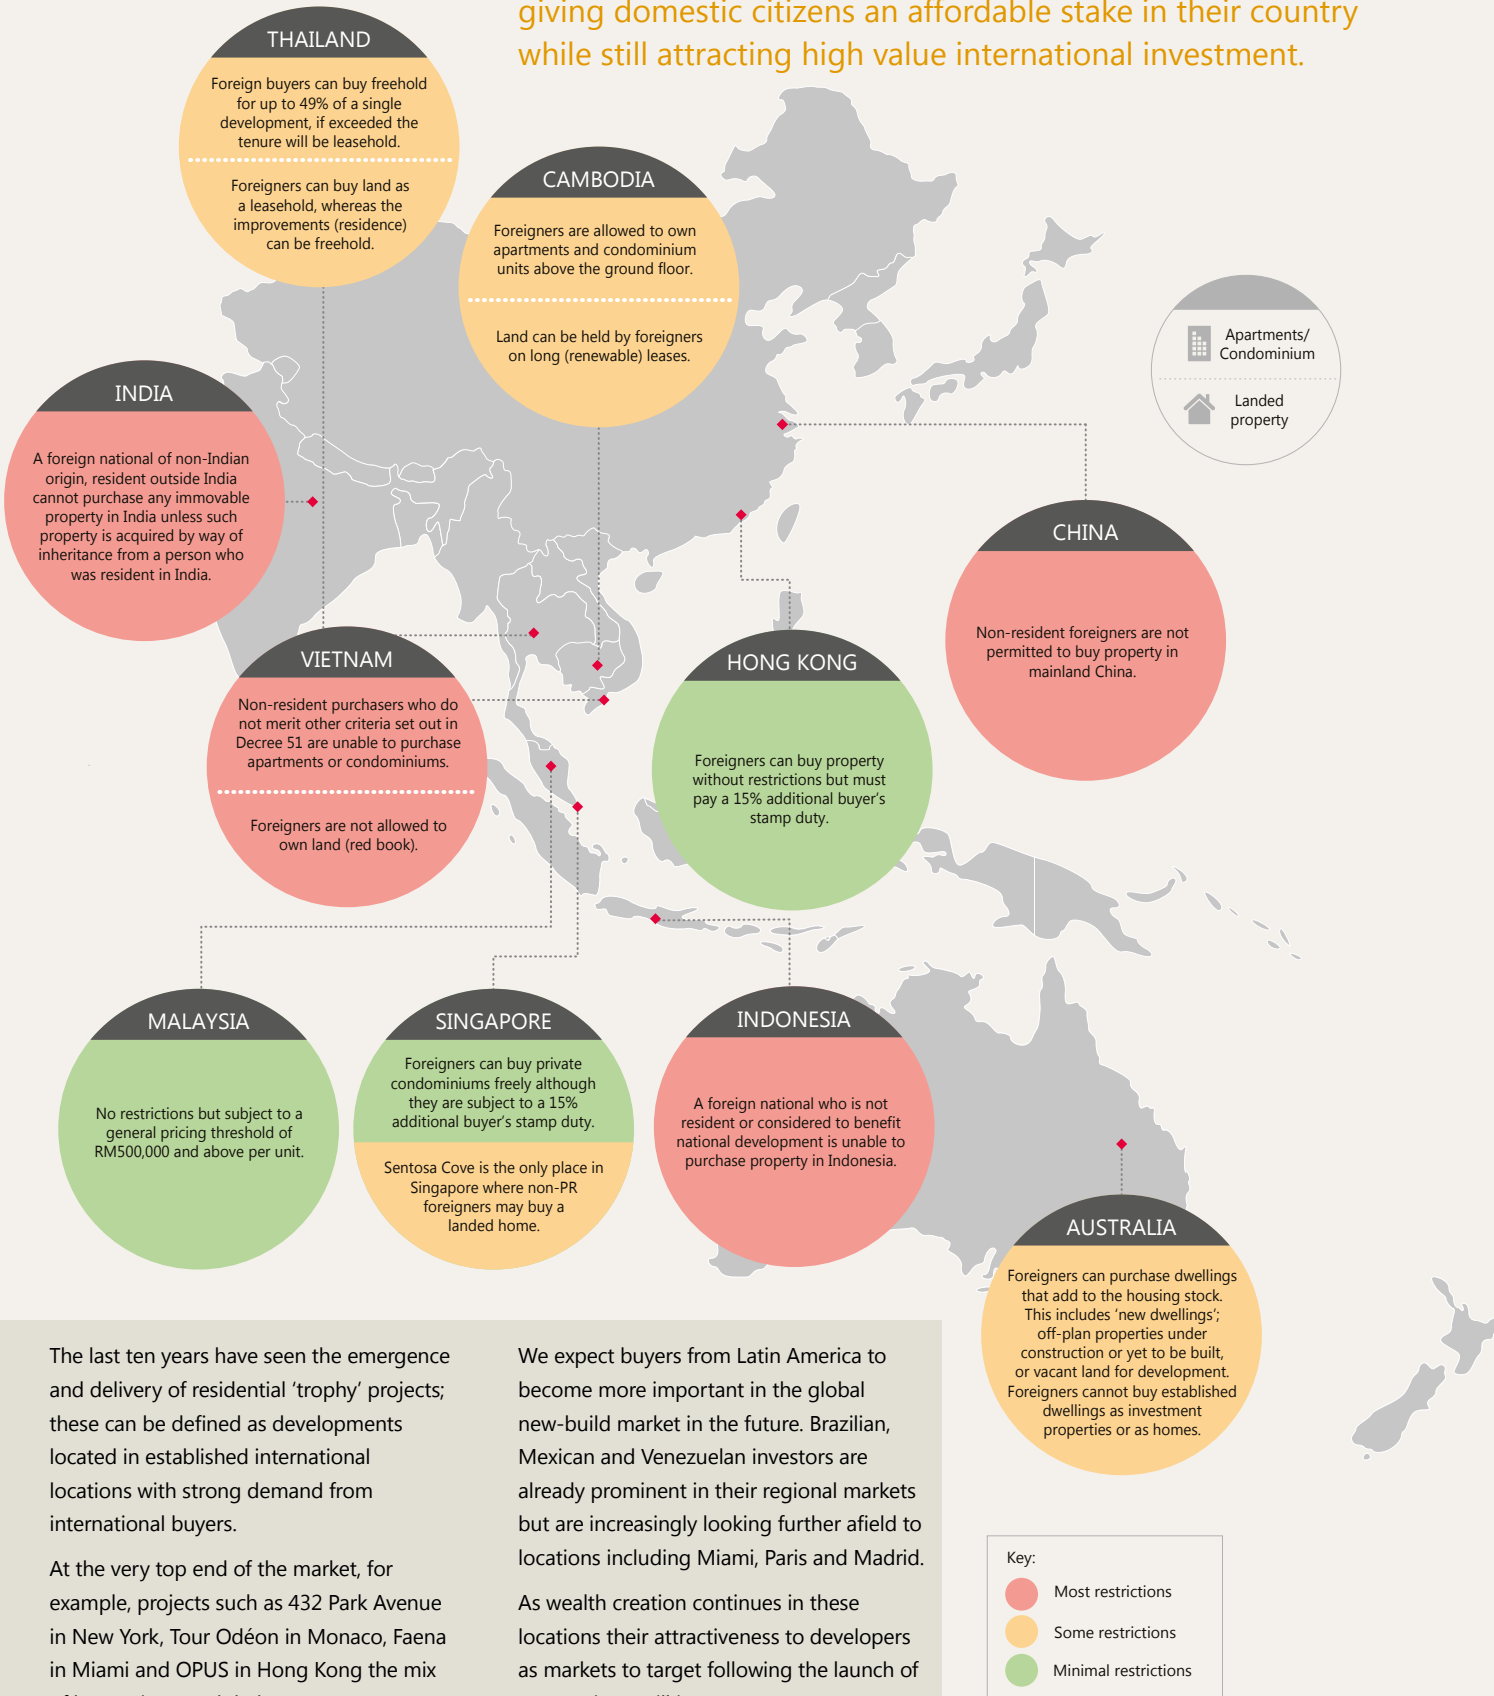 giving domestic citizens an affordable stake in their country
while still attracting high value international investment.
THAILAND
Foreign buyers can buy freehold
for up to 49% of a single
development, if exceeded the
tenure will be leasehold.
Foreigners can buy land as
a leasehold, whereas the
improvements (residence)
can be freehold.
CAMBODIA
Foreigners are allowed to own
apartments and condominium
units above the ground floor.
Land can be held by foreigners
on long (renewable) leases.
Apartments/
Condominium
Landed
property
INDIA
A foreign national of non-Indian
origin, resident outside India
cannot purchase any immovable
property in India unless such
property is acquired by way of
inheritance from a person who
was resident in India.
CHINA
Non-resident foreigners are not
permitted to buy property in
mainland China.
VIETNAM
Non-resident purchasers who do
not merit other criteria set out in
Decree 51 are unable to purchase
apartments or condominiums.
Foreigners are not allowed to
own land (red book).
HONG KONG
Foreigners can buy property
without restrictions but must
pay a 15% additional buyer's
stamp duty.
MALAYSIA
No restrictions but subject to a
general pricing threshold of
RM500,000 and above per unit.
SINGAPORE
Foreigners can buy private
condominiums freely although
they are subject to a 15%
additional buyer's stamp duty.
Sentosa Cove is the only place in
Singapore where non-PR
foreigners may buy a
landed home.
INDONESIA
A foreign national who is not
resident or considered to benefit
national development is unable to
purchase property in Indonesia.
AUSTRALIA
Foreigners can purchase dwellings
that add to the housing stock.
This includes 'new dwellings';
off-plan properties under
construction or yet to be built,
or vacant land for development.
Foreigners cannot buy established
dwellings as investment
properties or as homes.
The last ten years have seen the emergence
and delivery of residential 'trophy' projects;
these can be defined as developments
located in established international
locations with strong demand from
international buyers.
At the very top end of the market, for
example, projects such as 432 Park Avenue
in New York, Tour Odéon in Monaco, Faena
in Miami and OPUS in Hong Kong the mix
We expect buyers from Latin America to
become more important in the global
new-build market in the future. Brazilian,
Mexican and Venezuelan investors are
already prominent in their regional markets
but are increasingly looking further afield to
locations including Miami, Paris and Madrid.
As wealth creation continues in these
locations their attractiveness to developers
as markets to target following the launch of
Key:
Most restrictions
Some restrictions
Minimal restrictions